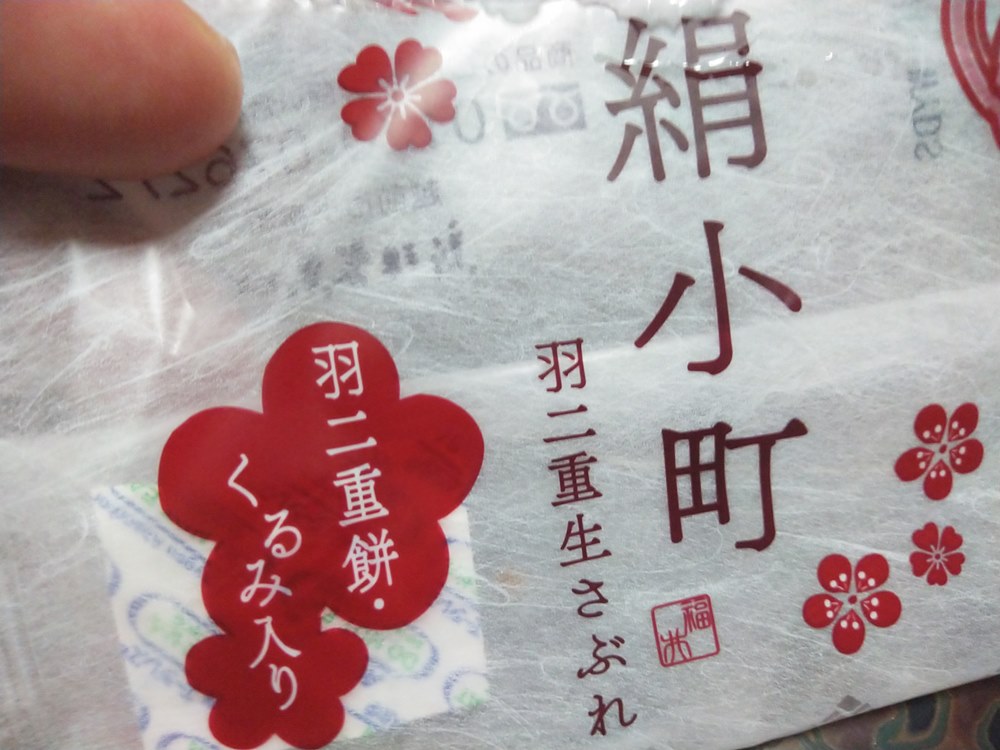 絹小町
羽二重生さぶれ
福井
羽二重餅・
くるみ入り